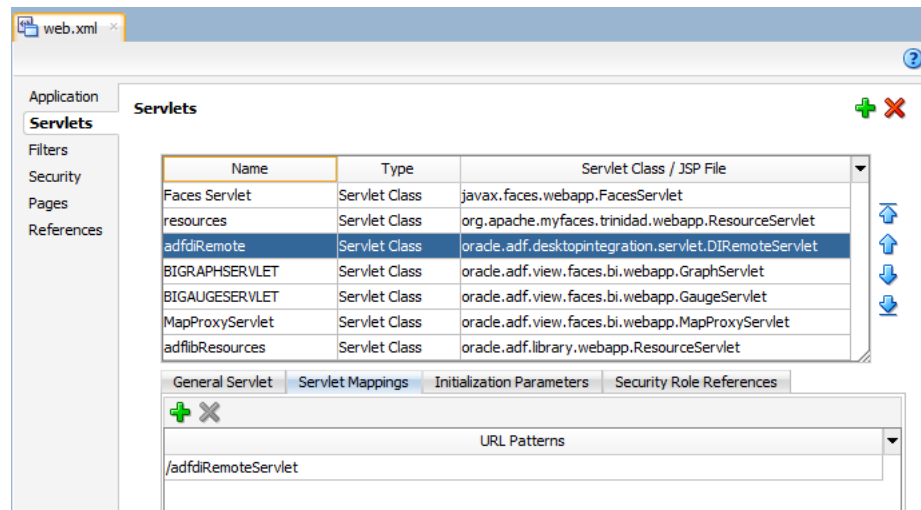 web.xml
Application
Servlets
Filters
Security
Pages
References
Servlets
Name Type Servlet Class / JSP File
Faces Servlet Servlet Class javax.faces.webapp.FacesServlet
resources Servlet Class org.apache.myfaces.trinidad.webapp.ResourceServlet
adfdiRemote Servlet Class oracle.adf.desktopintegration.servlet.DIRemoteServlet
BIGRAPHSERVLET Servlet Class oracle.adf.view.faces.bi.webapp.GraphServlet
BIGAUGESERVLET Servlet Class oracle.adf.view.faces.bi.webapp.GaugeServlet
MapProxyServlet Servlet Class oracle.adf.view.faces.bi.webapp.MapProxyServlet
adflibResources Servlet Class oracle.adf.library.webapp.ResourceServlet
General Servlet Servlet Mappings Initialization Parameters Security Role References
URL Patterns
/adfdiRemoteServlet